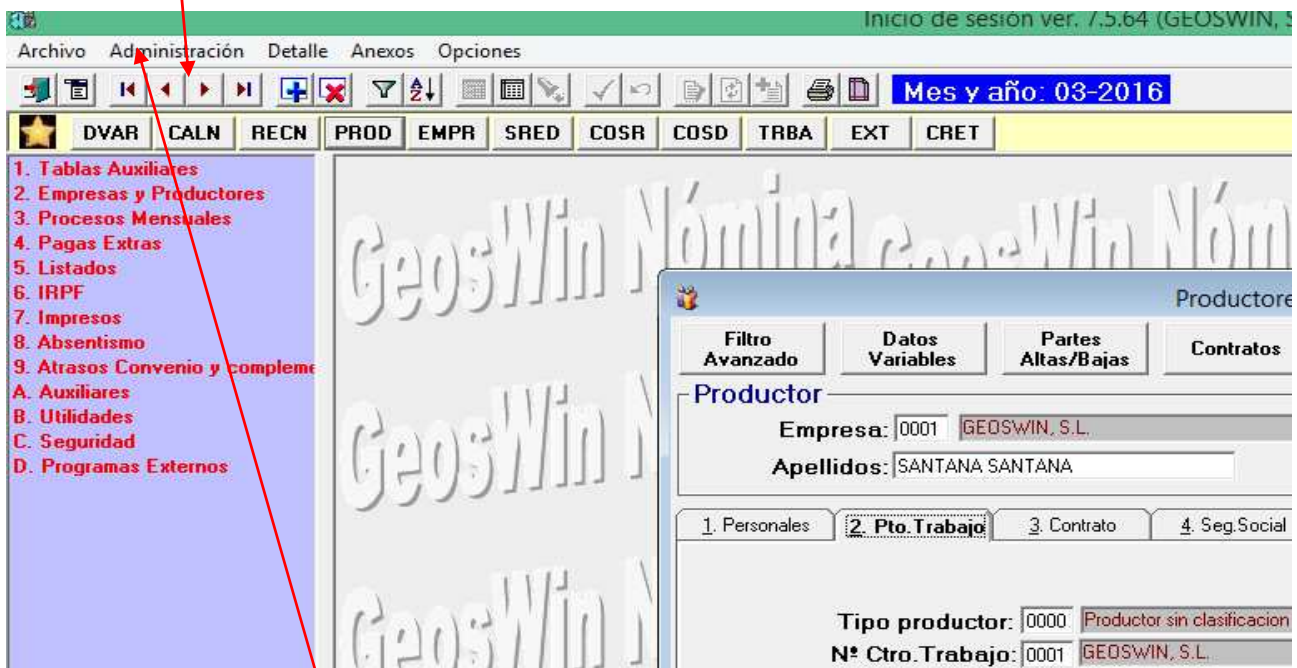 Inicio de sesión ver. 7.5.64 (GEOSWIN, S
Archivo Administración Detalle Anexos Opciones
Mes y año: 03-2016
DVAR CALN RECN PROD EMPR SRED COSR COSD TRBA EXT CRET
1. Tablas Auxiliares
2. Empresas y Productores
3. Procesos Mensuales
4. Pagas Extras
5. Listados
6. IRPF
7. Impresos
8. Absentismo
9. Atrasos Convenio y compleme
A. Auxiliares
B. Utilidades
C. Seguridad
D. Programas Externos
GeosWin Nómina GeosWin Nóm
GeosWin N
GeosWin N
Productore
Filtro Avanzado Datos Variables Partes Altas/Bajas Contratos
Productor
Empresa: 0001 GEOSWIN, S.L.
Apellidos: SANTANA SANTANA
1. Personales 2. Pto.Trabajo 3. Contrato 4. Seg.Social
Tipo productor: 0000 Productor sin clasificacion
Nº Ctro.Trabajo: 0001 GEOSWIN, S.L.